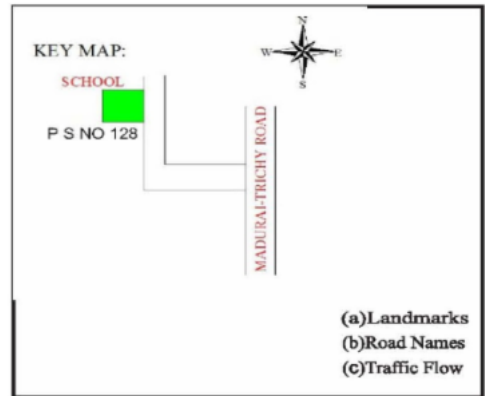 N
KEY MAP:
W E
S
SCHOOL
P S NO 128
MADURAI-TRICHY ROAD
(a)Landmarks
(b)Road Names
(c)Traffic Flow